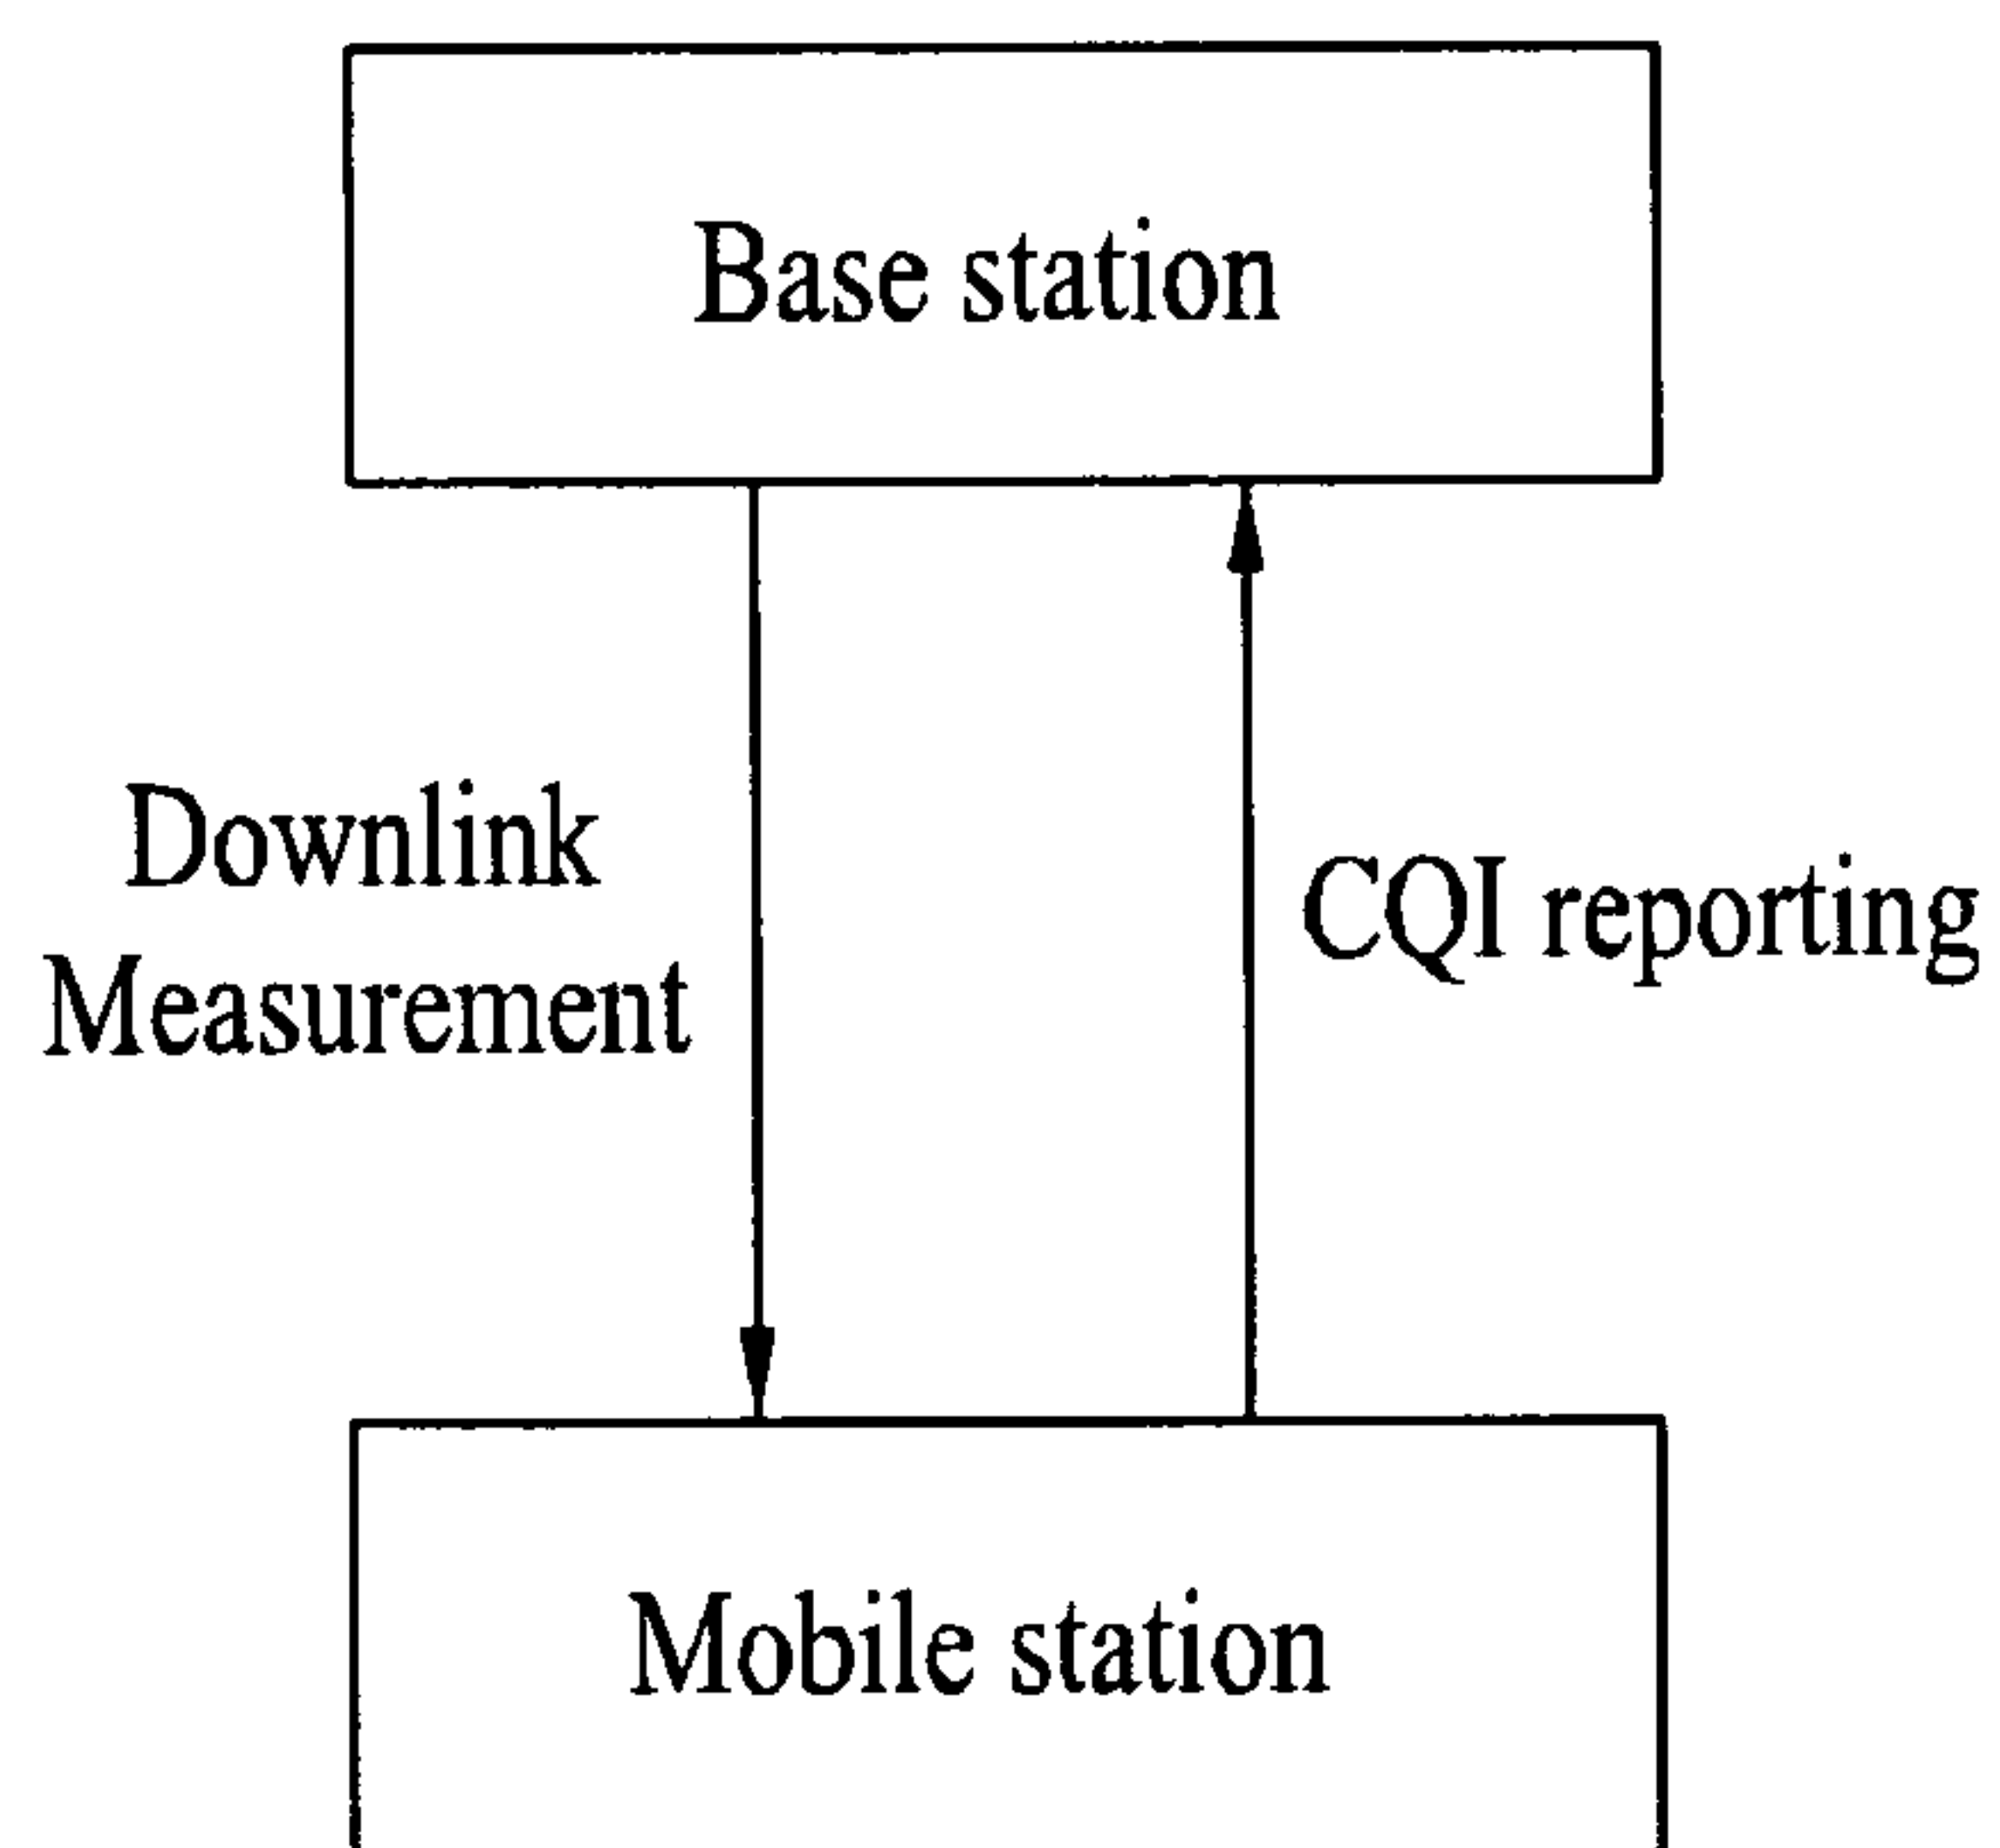 Base station
Downlink
Measurement
CQI reporting
Mobile station